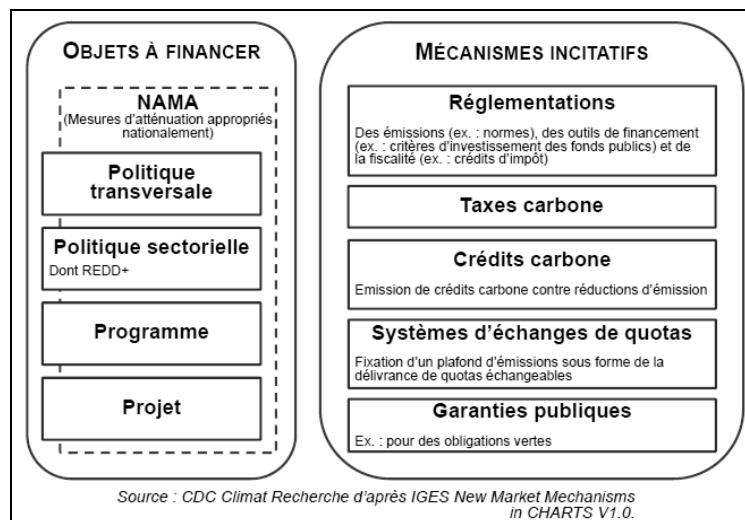 OBJETS À FINANCER
NAMA
(Mesures d'atténuation appropriés
nationalement)
Politique
transversale
Politique sectorielle
Dont REDD+
Programme
Projet
MÉCANISMES INCITATIFS
Réglementations
Des émissions (ex. : normes), des outils de financement
(ex. : critères d'investissement des fonds publics) et de
la fiscalité (ex. : crédits d'impôt)
Taxes carbone
Crédits carbone
Emission de crédits carbone contre réductions d'émission
Systèmes d'échanges de quotas
Fixation d'un plafond d'émissions sous forme de la
délivrance de quotas échangeables
Garanties publiques
Ex. : pour des obligations vertes
Source : CDC Climat Recherche d'après IGES New Market Mechanisms
in CHARTS V1.0.